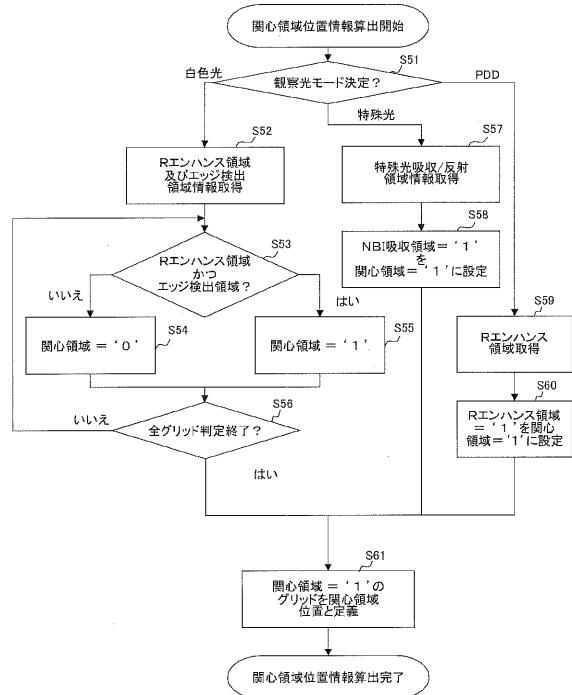 関心領域位置情報算出開始
S51
観察光モード決定?
白色光
PDD
特殊光
S52
Rエンハンス領域
及びエッジ検出
領域情報取得
S57
特殊光吸収/反射
領域情報取得
S53
Rエンハンス領域
かつ
エッジ検出領域?
いいえ
はい
S58
NBI吸収領域=‘1’
を
関心領域=‘1’に設定
S54
関心領域=‘0’
S55
関心領域=‘1’
S59
Rエンハンス
領域取得
S56
全グリッド判定終了?
いいえ
はい
S60
Rエンハンス領域
=‘1’を関心
領域=‘1’に設定
S61
関心領域=‘1’の
グリッドを関心領域
位置と定義
関心領域位置情報算出完了